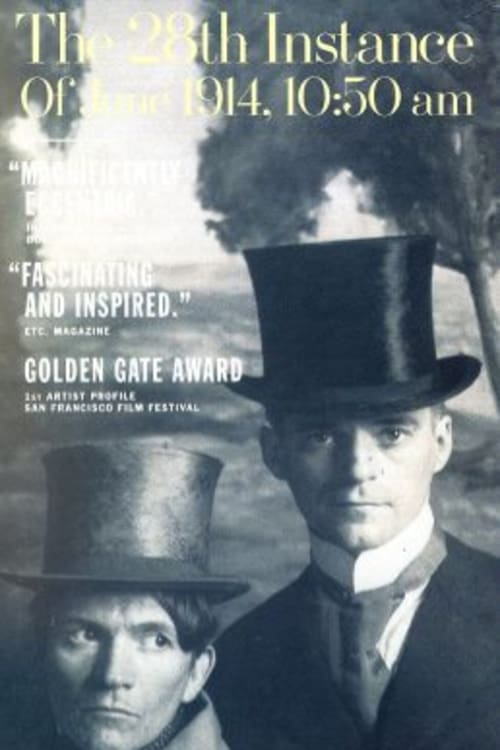 The 28th Instance
Of June 1914, 10:50 am
“MAGNIFICENTLY
ECCENTRIC.
“FASCINATING
AND INSPIRED.”
ETC. MAGAZINE
GOLDEN GATE AWARD
1ST ARTIST PROFILE
SAN FRANCISCO FILM FESTIVAL